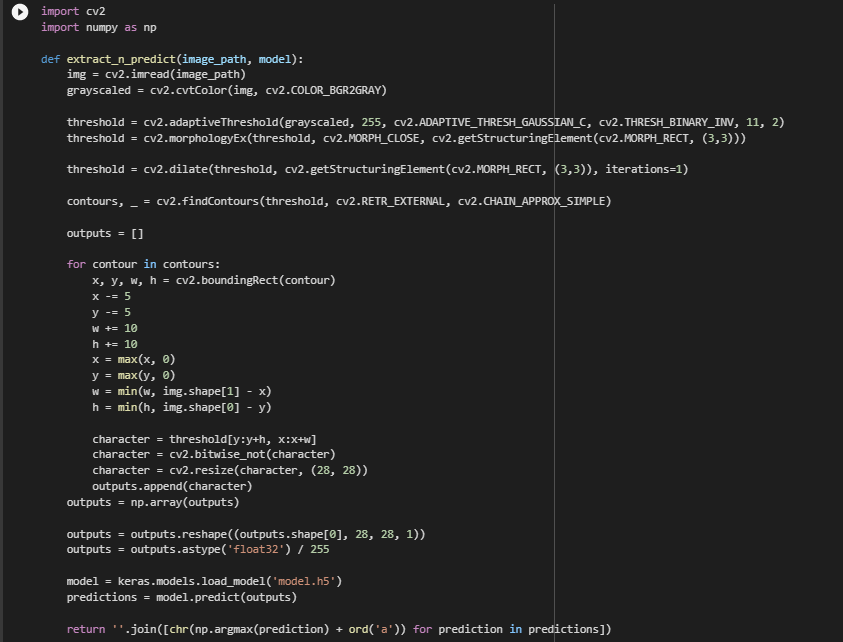 import cv2
import numpy as np
def extract_n_predict(image_path, model):
img = cv2.imread(image_path)
grayscaled = cv2.cvtColor(img, cv2.COLOR_BGR2GRAY)
threshold = cv2.adaptiveThreshold(grayscaled, 255, cv2.ADAPTIVE_THRESH_GAUSSIAN_C, cv2.THRESH_BINARY_INV, 11, 2)
threshold = cv2.morphologyEx(threshold, cv2.MORPH_CLOSE, cv2.getStructuringElement(cv2.MORPH_RECT, (3,3)))
threshold = cv2.dilate(threshold, cv2.getStructuringElement(cv2.MORPH_RECT, (3,3)), iterations=1)
contours, _ = cv2.findContours(threshold, cv2.RETR_EXTERNAL, cv2.CHAIN_APPROX_SIMPLE)
outputs = []
for contour in contours:
x, y, w, h = cv2.boundingRect(contour)
x -= 5
y -= 5
w += 10
h += 10
x = max(x, 0)
y = max(y, 0)
w = min(w, img.shape[1] - x)
h = min(h, img.shape[0] - y)
character = threshold[y:y+h, x:x+w]
character = cv2.bitwise_not(character)
character = cv2.resize(character, (28, 28))
outputs.append(character)
outputs = np.array(outputs)
outputs = outputs.reshape((outputs.shape[0], 28, 28, 1))
outputs = outputs.astype('float32') / 255
model = keras.models.load_model('model.h5')
predictions = model.predict(outputs)
return ''.join([chr(np.argmax(prediction) + ord('a')) for prediction in predictions])